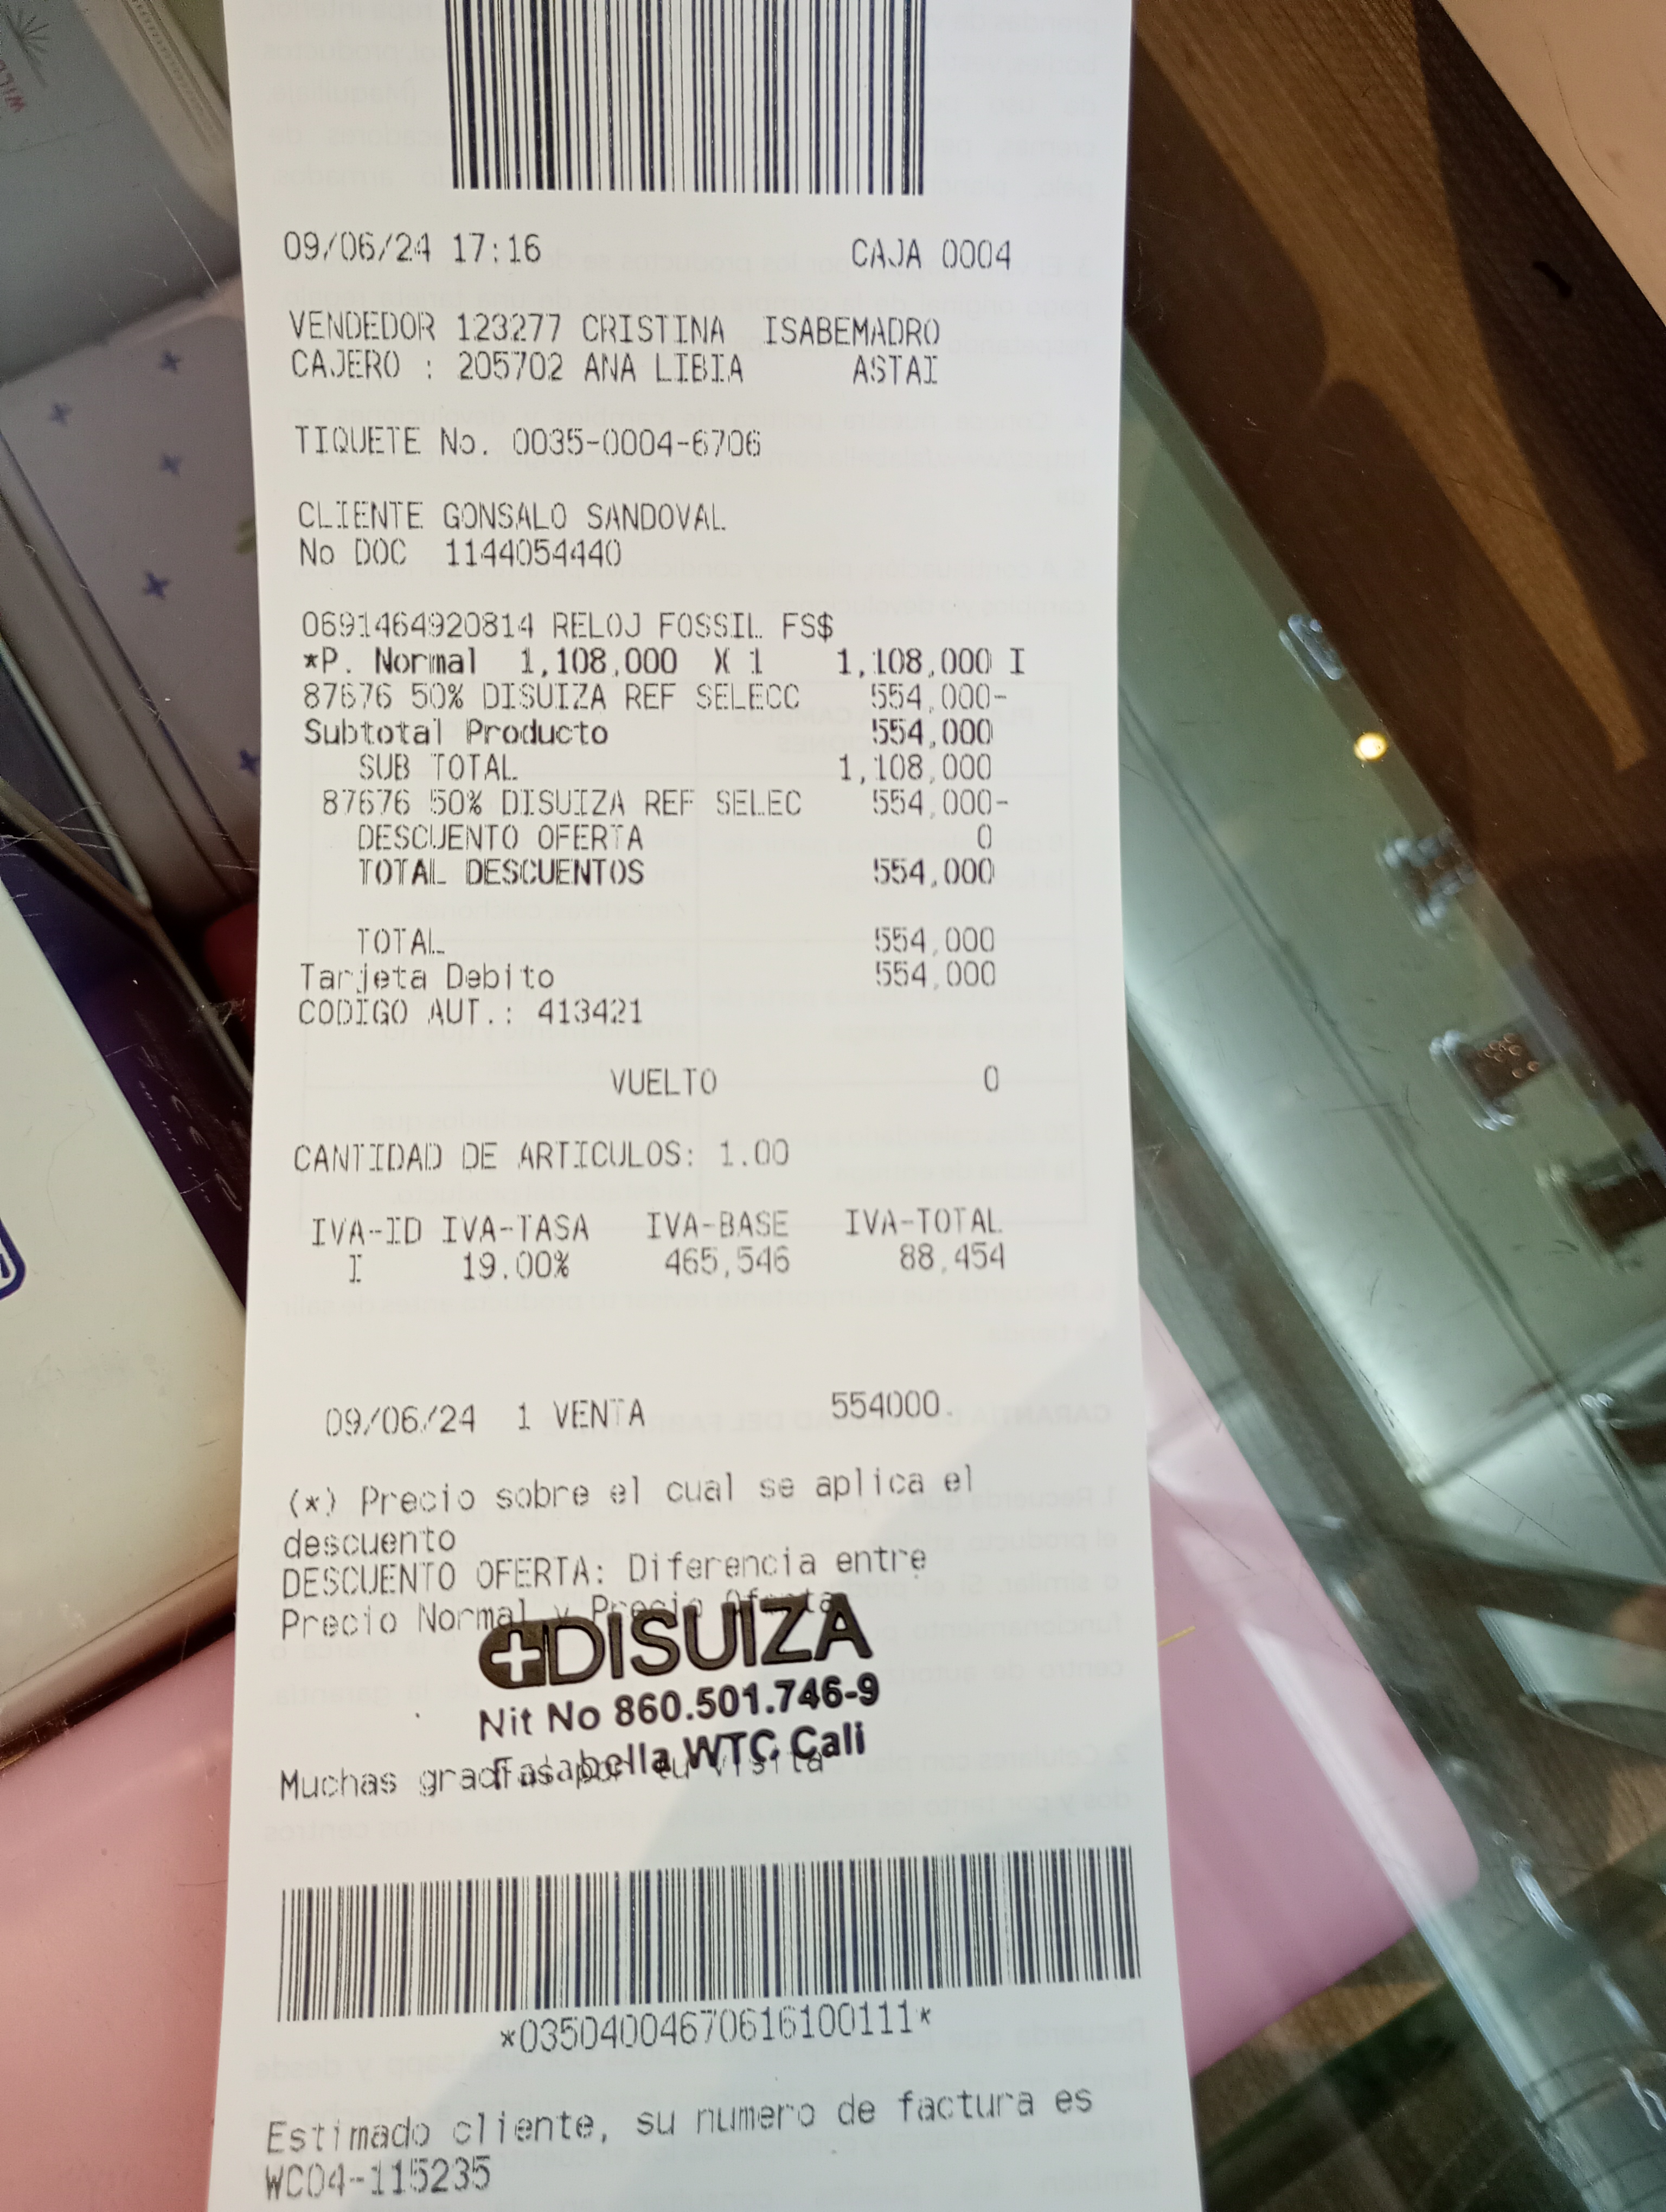 09/06/24 17:16 CAJA 0004
VENDEDOR 123277 CRISTINA ISABEMADRO
CAJERO : 205702 ANA LIBIA ASTAI
TIQUETE No. 0035-0004-6706
CLIENTE GONSALO SANDOVAL
No DOC 1144054440
0691464920814 RELOJ FOSSIL FS$
*P. Normal 1,108,000 X 1 1,108,000 I
87676 50% DISUIZA REF SELECC 554,000-
Subtotal Producto 554,000
SUB TOTAL 1,108,000
87676 50% DISUIZA REF SELEC 554,000-
DESCUENTO OFERTA 0
TOTAL DESCUENTOS 554,000
TOTAL 554,000
Tarjeta Debito 554,000
CODIGO AUT.: 413421
VUELTO 0
CANTIDAD DE ARTICULOS: 1.00
IVA-ID IVA-TASA IVA-BASE IVA-TOTAL
I 19.00% 465,546 88,454
09/06/24 1 VENTA 554000.
(*) Precio sobre el cual se aplica el
descuento
DESCUENTO OFERTA: Diferencia entre
Precio Normal y Precio Oferta
DISUIZA
Nit No 860.501.746-9
Falabella WTC Cali
Muchas gracias por tu visita
*03504004670616100111*
Estimado cliente, su numero de factura es
WC04-115235